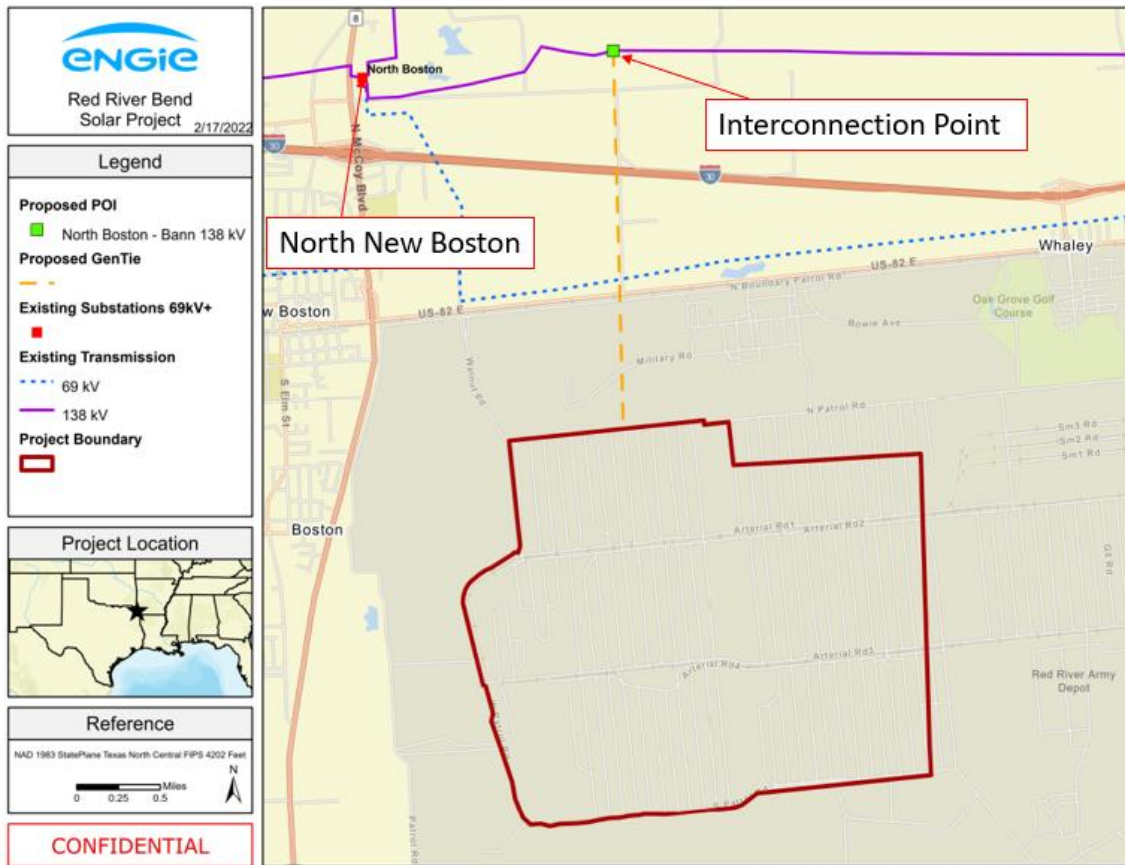 ENGIE
Red River Bend
Solar Project
2/17/2022
Legend
Proposed POI
North Boston - Bann 138 kV
Proposed GenTie
Existing Substations 69kV+
Existing Transmission
69 kV
138 kV
Project Boundary
Project Location
Reference
NAD 1983 StatePlane Texas North Central FIPS 4202 Feet
Miles
0 0.25 0.5
N
CONFIDENTIAL
8
North Boston
Interconnection Point
30
N McCoy Blvd
30
North New Boston
Whaley
US-82 E
N Boundary Patrol Rd
w Boston
US-82 E
Oak Grove Golf
Course
Bowie Ave
Military Rd
Walnut Rd
S Elm St
N Patrol Rd
Sm3 Rd
Sm2 Rd
Sm1 Rd
Boston
Arterial Rd1
Arterial Rd2
G6 Rd
Arterial Rd3
Arterial Rd4
Red River Army
Depot
Patrol Rd